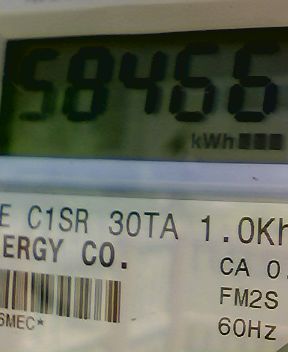 58466
kWh
E C1SR 30TA 1.0Kh
ERGY CO.
CA 0.
FM2S
6MEC*
60Hz